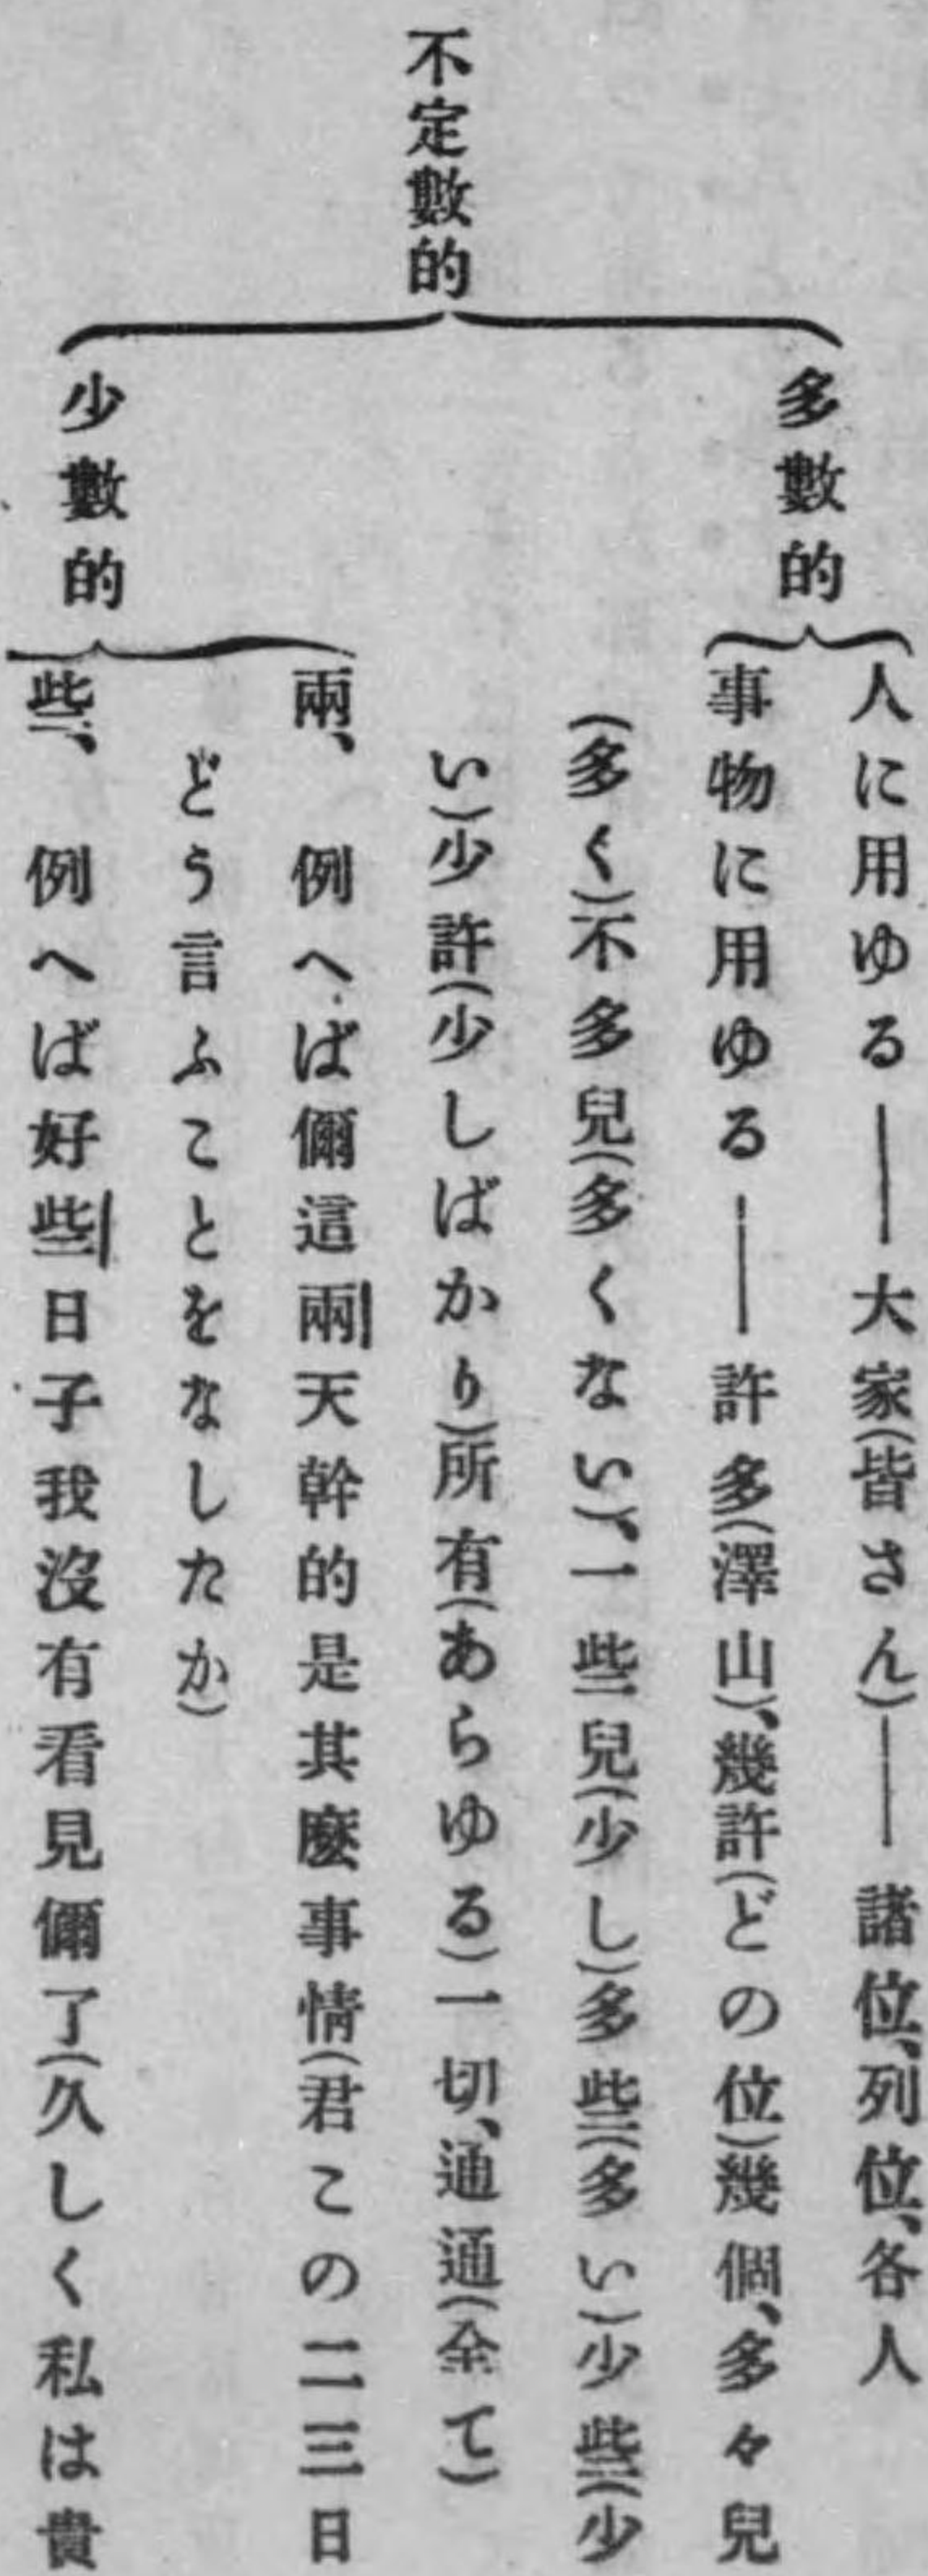 不定數的
多數的
人に用ゆる――大家(皆さん)――諸位、列位、各人
事物に用ゆる――許多(澤山)、幾許(どの位)幾個、多々兒
(多く)不多兒(多くない)、一些兒(少し)多些(多い)少些(少
い)少許(少しばかり)所有(あらゆる)一切、通通(全て)
少數的
兩、例へば儞這兩天幹的是其麽事情(君この二三日
どう言ふことをなしたか)
些、例へば好些日子我沒有看見儞了(久しく私は貴